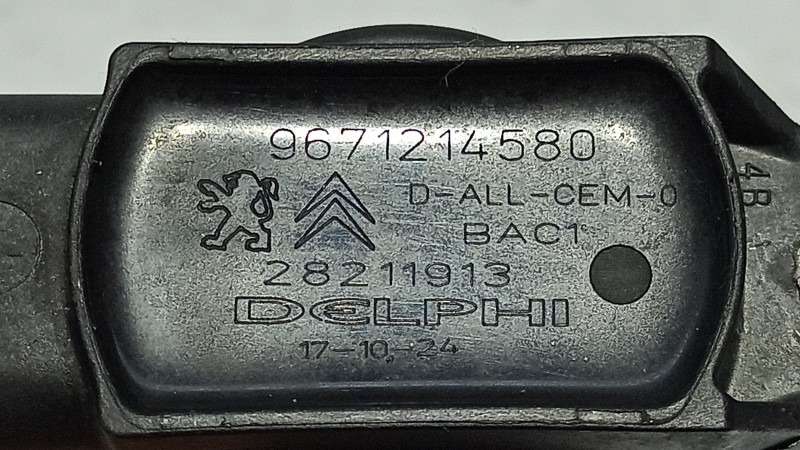 9671214580
D-ALL-CEM-0
BAC1
28211913
DELPHI
17-10,-24
4B